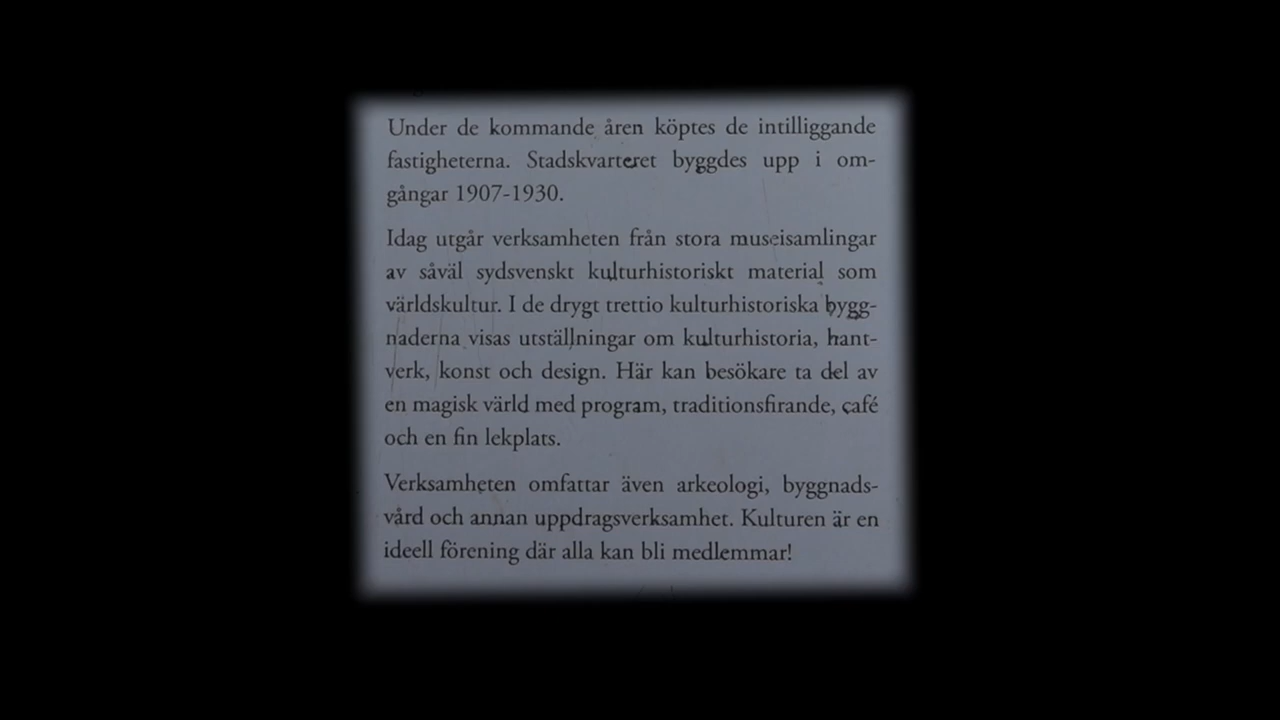 Under de kommande åren köptes de intilliggande
fastigheterna. Stadskvarteret byggdes upp i om-
gångar 1907-1930.
Idag utgår verksamheten från stora museisamlingar
av såväl sydsvenskt kulturhistoriskt material som
världskultur. I de drygt trettio kulturhistoriska bygg-
naderna visas utställningar om kulturhistoria, hant-
verk, konst och design. Här kan besökare ta del av
en magisk värld med program, traditionsfirande, café
och en fin lekplats.
Verksamheten omfattar även arkeologi, byggnads-
vård och annan uppdragsverksamhet. Kulturen är en
ideell förening där alla kan bli medlemmar!